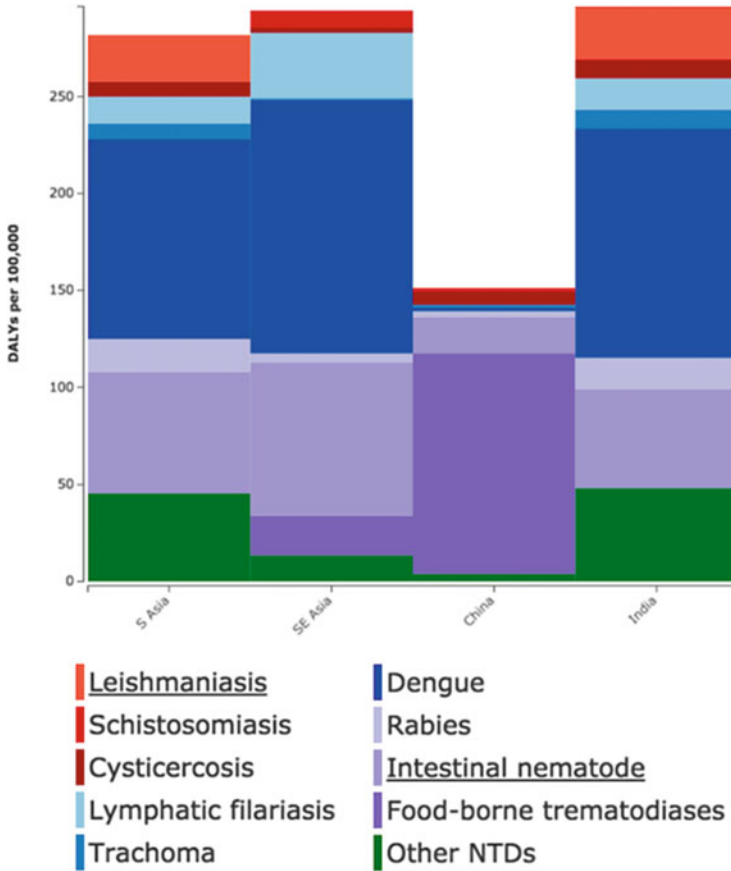 250
200
150
100
50
0
DALYs per 100,000
S Asia
SE Asia
China
India
Leishmaniasis
Schistosomiasis
Cysticercosis
Lymphatic filariasis
Trachoma
Dengue
Rabies
Intestinal nematode
Food-borne trematodiases
Other NTDs